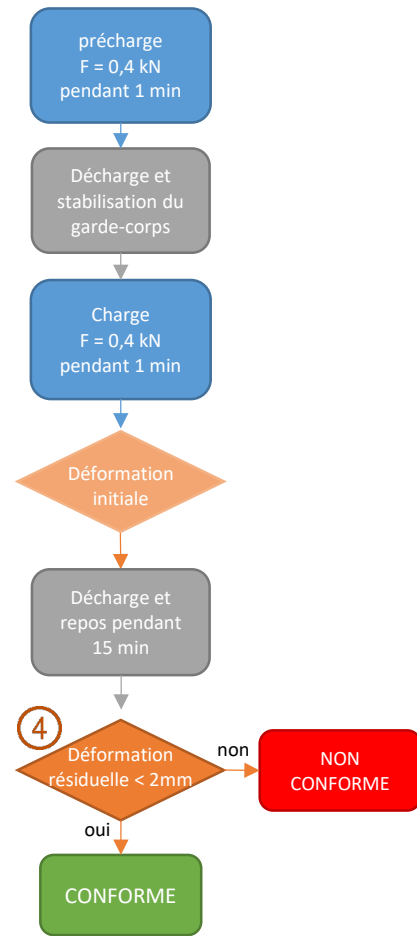 précharge
F = 0,4 kN
pendant 1 min
Décharge et
stabilisation du
garde-corps
Charge
F = 0,4 kN
pendant 1 min
Déformation
initiale
Décharge et
repos pendant
15 min
4
Déformation
résiduelle < 2mm
non
NON
CONFORME
oui
CONFORME